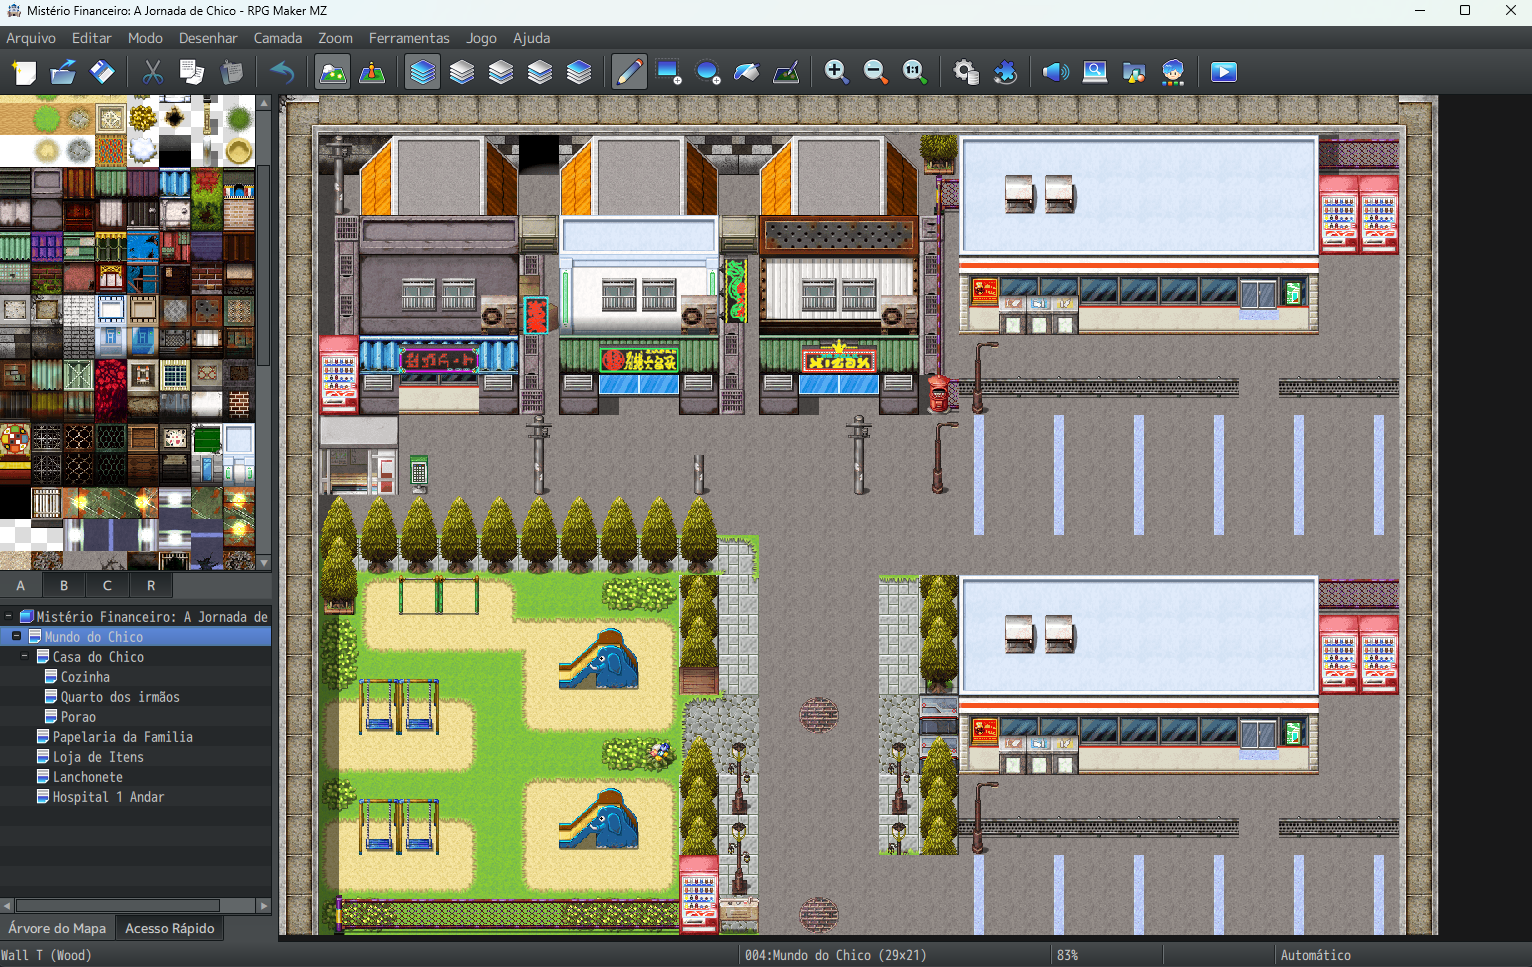 Mistério Financeiro: A Jornada de Chico - RPG Maker MZ
Arquivo Editar Modo Desenhar Camada Zoom Ferramentas Jogo Ajuda
1:1
A B C R
Mistério Financeiro: A Jornada de
Mundo do Chico
Casa do Chico
Cozinha
Quarto dos irmãos
Porao
Papelaria da Familia
Loja de Itens
Lanchonete
Hospital 1 Andar
Árvore do Mapa Acesso Rápido
Wall T (Wood) 004:Mundo do Chico (29x21) 83% Automático